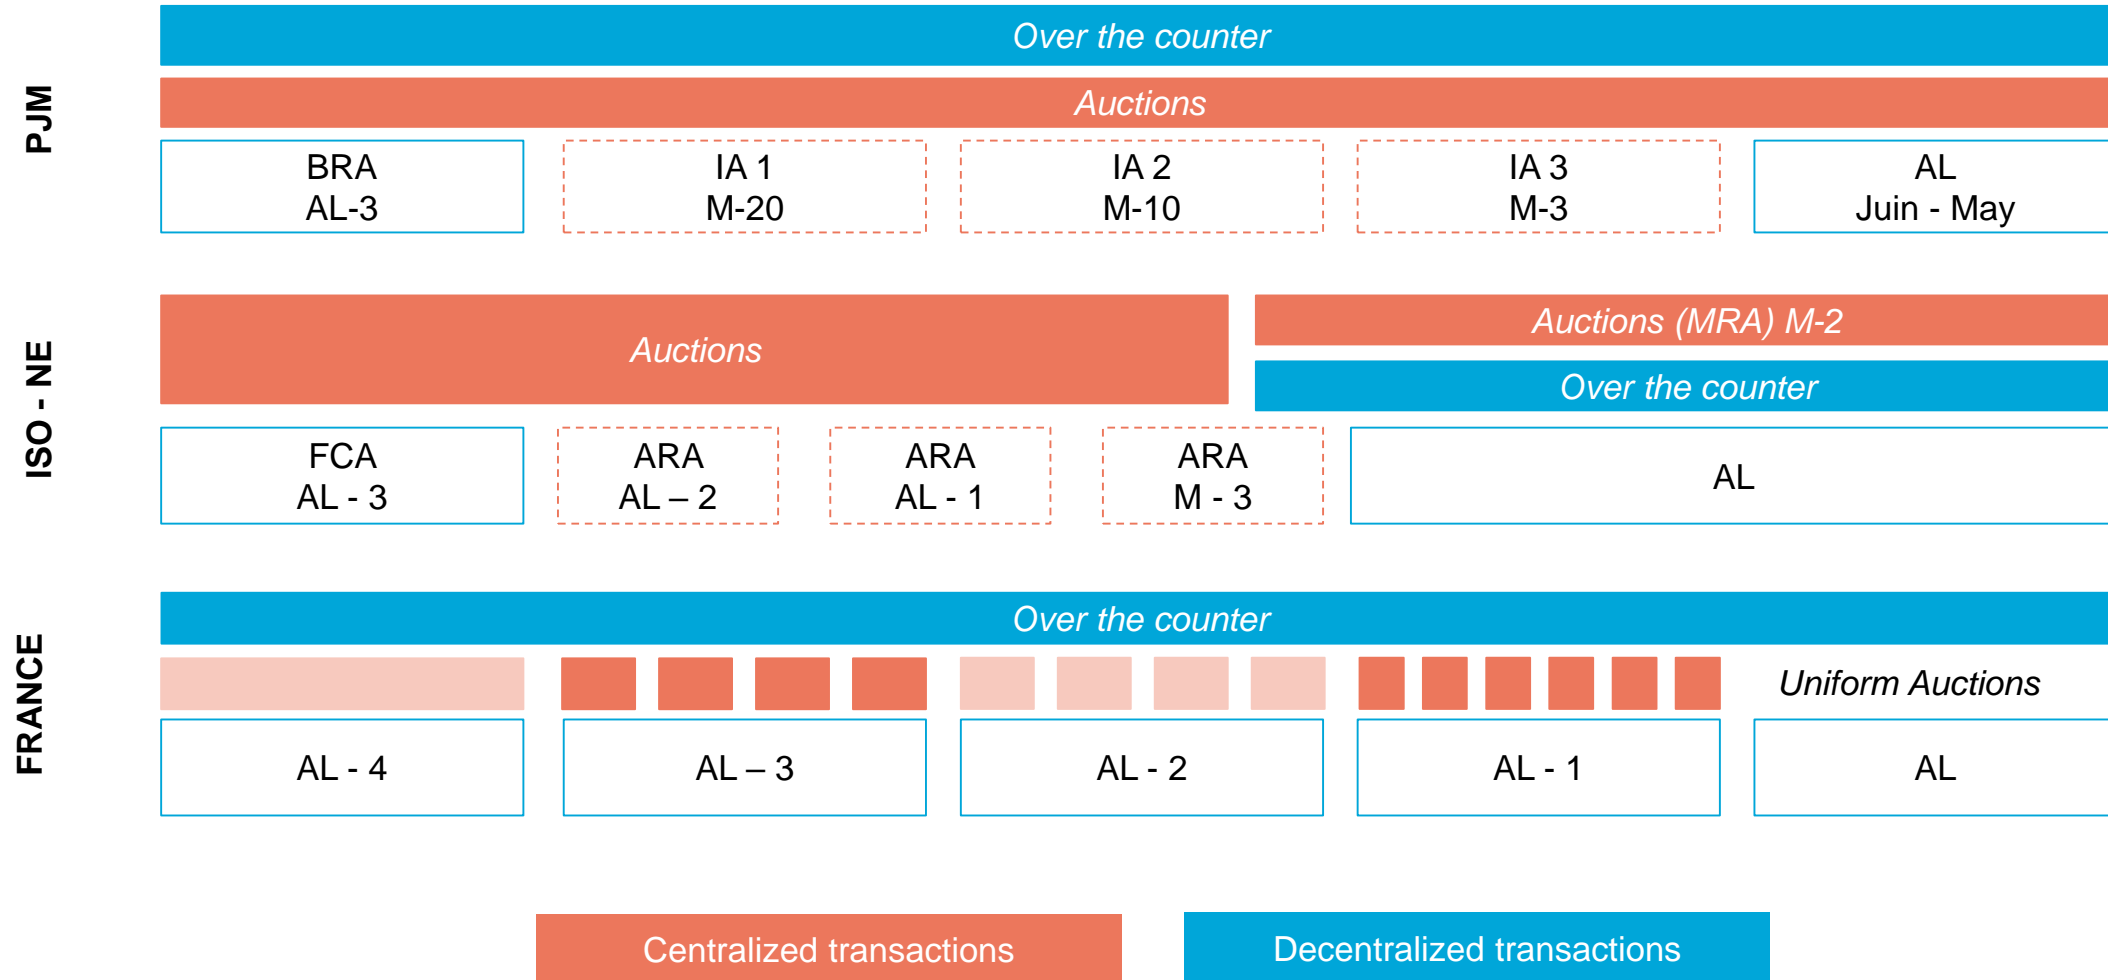 PJM
Over the counter
Auctions
BRA
AL-3
IA 1
M-20
IA 2
M-10
IA 3
M-3
AL
Juin - May
ISO - NE
Auctions
Auctions (MRA) M-2
Over the counter
FCA
AL - 3
ARA
AL – 2
ARA
AL - 1
ARA
M - 3
AL
FRANCE
Over the counter
Uniform Auctions
AL - 4
AL – 3
AL - 2
AL - 1
AL
Centralized transactions
Decentralized transactions